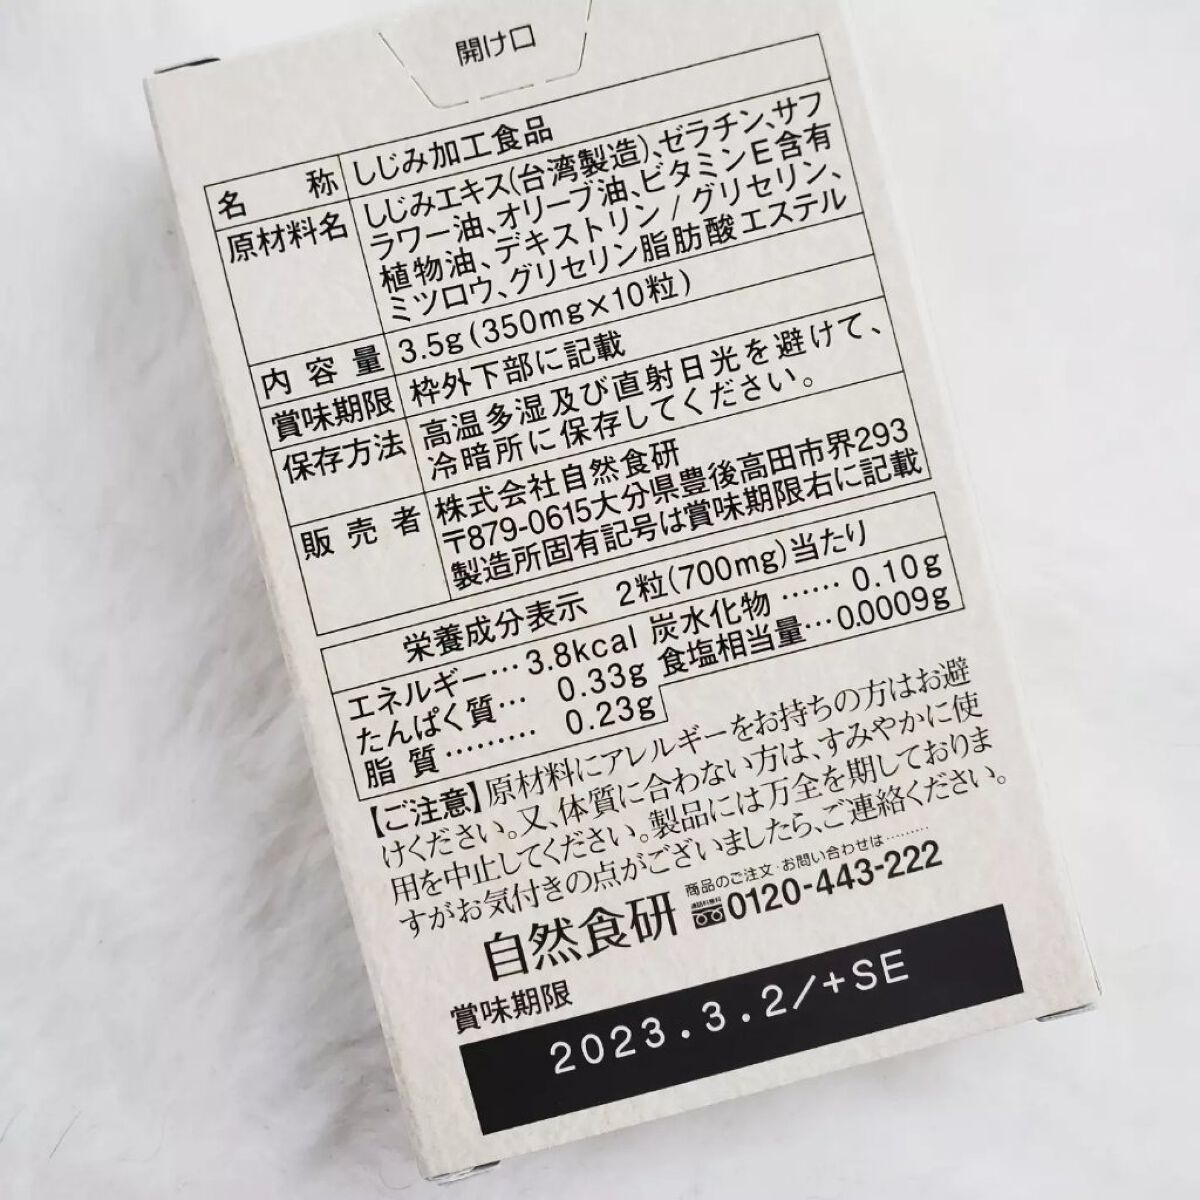 開け口
名称 しじみ加工食品
原材料名 しじみエキス(台湾製造)、ゼラチン、サフ
ラワー油、オリーブ油、ビタミンE含有
植物油、デキストリン/グリセリン、
ミツロウ、グリセリン脂肪酸エステル
内容量 3.5g(350mg×10粒)
賞味期限 枠外下部に記載
保存方法 高温多湿及び直射日光を避けて、
冷暗所に保存してください。
販売者 株式会社自然食研
〒879-0615大分県豊後高田市界293
製造所固有記号は賞味期限右に記載
栄養成分表示 2粒(700mg)当たり
エネルギー…3.8kcal 炭水化物……0.10g
たんぱく質… 0.33g 食塩相当量…0.0009g
脂質……… 0.23g
【ご注意】原材料にアレルギーをお持ちの方はお避
けください。又、体質に合わない方は、すみやかに使
用を中止してください。製品には万全を期しておりま
すがお気付きの点がございましたら、ご連絡ください。
自然食研 商品のご注文・お問い合わせは………
通話料無料
0120-443-222
賞味期限
2023.3.2/+SE